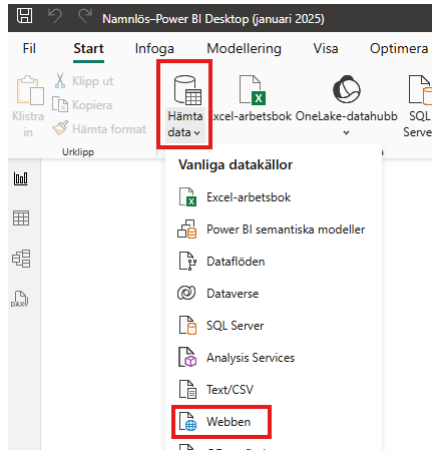 Namnlös–Power BI Desktop (januari 2025)
Fil Start Infoga Modellering Visa Optimera
Klistra in
Klipp ut
Kopiera
Hämta format
Urklipp
Hämta data
Excel-arbetsbok
OneLake-datahubb
SQL
Serve
Vanliga datakällor
Excel-arbetsbok
Power BI semantiska modeller
Dataflöden
Dataverse
SQL Server
Analysis Services
Text/CSV
Webben